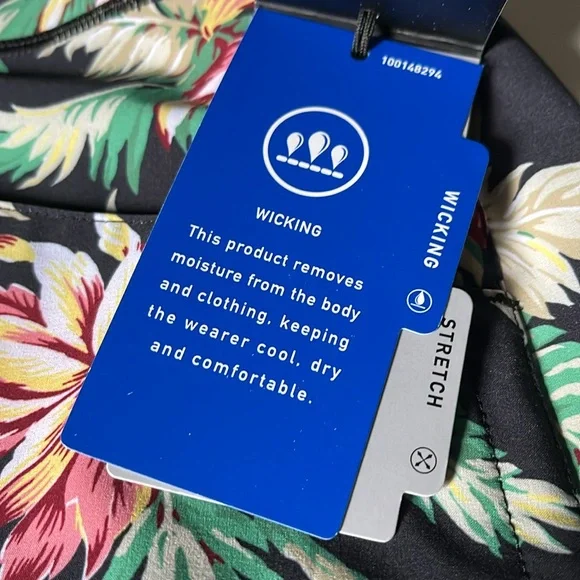 100148294
WICKING
This product removes
moisture from the body
and clothing, keeping
the wearer cool, dry
and comfortable.
WICKING
STRETCH